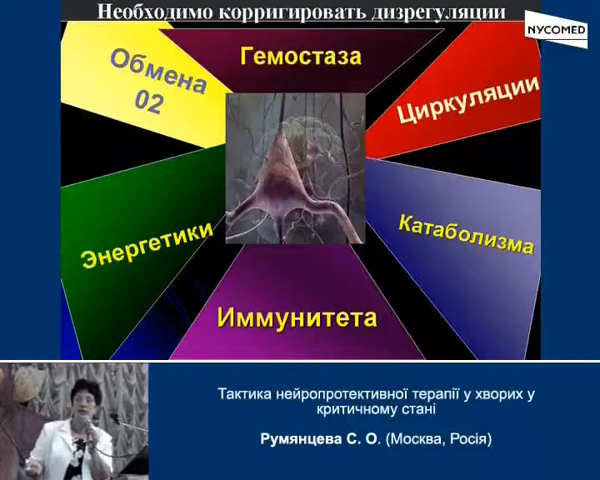 Необходимо корригировать дизрегуляции
NYCOMED
Гемостаза
Обмена
02
Циркуляции
Энергетики
Катаболизма
Иммунитета
Тактика нейропротективної терапії у хворих у
критичному стані
Румянцева С. О. (Москва, Росія)